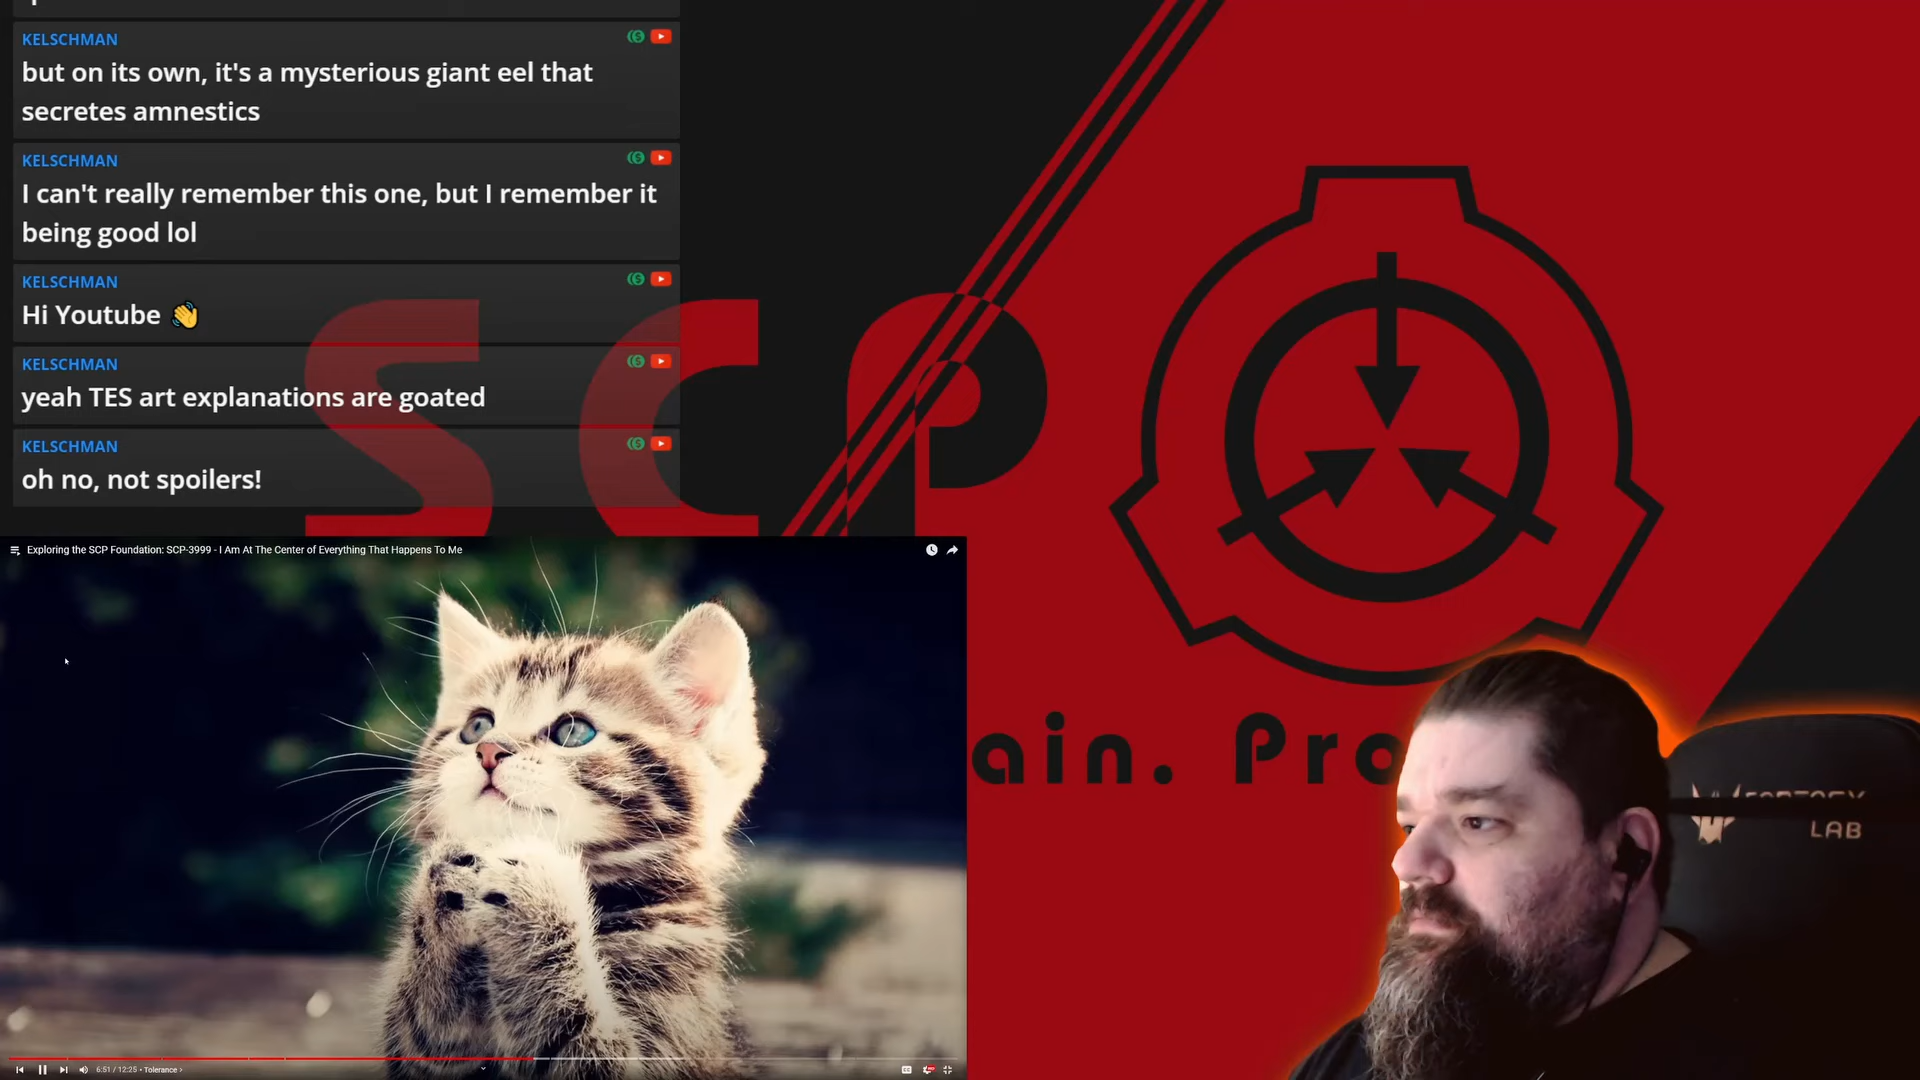 KELSCHMAN
but on its own, it's a mysterious giant eel that
secretes amnestics
KELSCHMAN
I can't really remember this one, but I remember it
being good lol
KELSCHMAN
Hi Youtube 👋
KELSCHMAN
yeah TES art explanations are goated
KELSCHMAN
oh no, not spoilers!
SCP
Exploring the SCP Foundation: SCP-3999 - I Am At The Center of Everything That Happens To Me
ain. Pro
LAB
6:51 / 12:25 • Tolerance ›